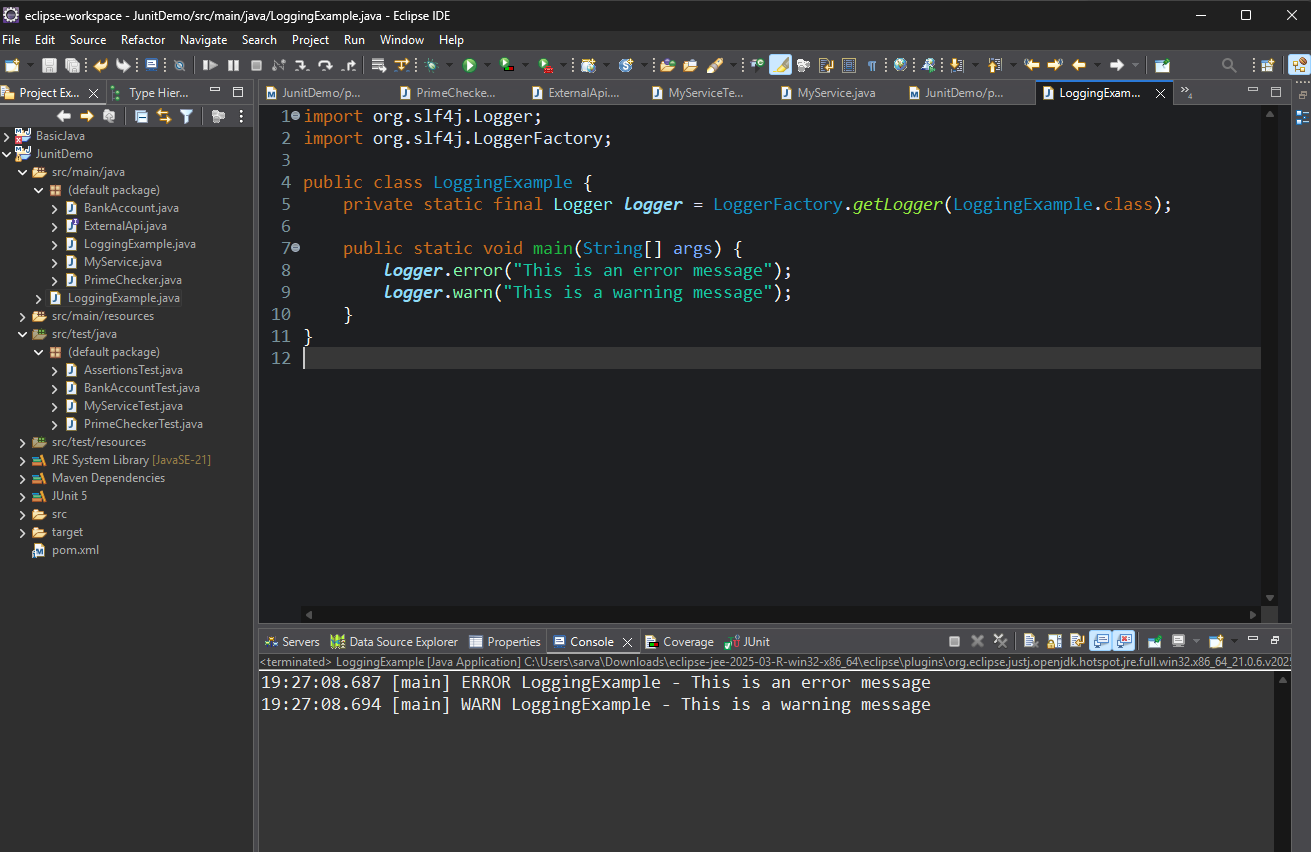 eclipse-workspace - JunitDemo/src/main/java/LoggingExample.java - Eclipse IDE
File Edit Source Refactor Navigate Search Project Run Window Help
Project Ex... Type Hier...
BasicJava
JunitDemo
src/main/java
(default package)
BankAccount.java
ExternalApi.java
LoggingExample.java
MyService.java
PrimeChecker.java
LoggingExample.java
src/main/resources
src/test/java
(default package)
AssertionsTest.java
BankAccountTest.java
MyServiceTest.java
PrimeCheckerTest.java
src/test/resources
JRE System Library [JavaSE-21]
Maven Dependencies
JUnit 5
src
target
pom.xml
JunitDemo/p... PrimeChecke... ExternalApi.... MyServiceTe... MyService.java JunitDemo/p... LoggingExam... 4
1 import org.slf4j.Logger;
2 import org.slf4j.LoggerFactory;
3
4 public class LoggingExample {
5 private static final Logger logger = LoggerFactory.getLogger(LoggingExample.class);
6
7 public static void main(String[] args) {
8 logger.error("This is an error message");
9 logger.warn("This is a warning message");
10 }
11 }
12
Servers Data Source Explorer Properties Console Coverage JUnit
<terminated> LoggingExample [Java Application] C:\Users\sarva\Downloads\eclipse-jee-2025-03-R-win32-x86_64\eclipse\plugins\org.eclipse.justj.openjdk.hotspot.jre.full.win32.x86_64_21.0.6.v2025
19:27:08.687 [main] ERROR LoggingExample - This is an error message
19:27:08.694 [main] WARN LoggingExample - This is a warning message